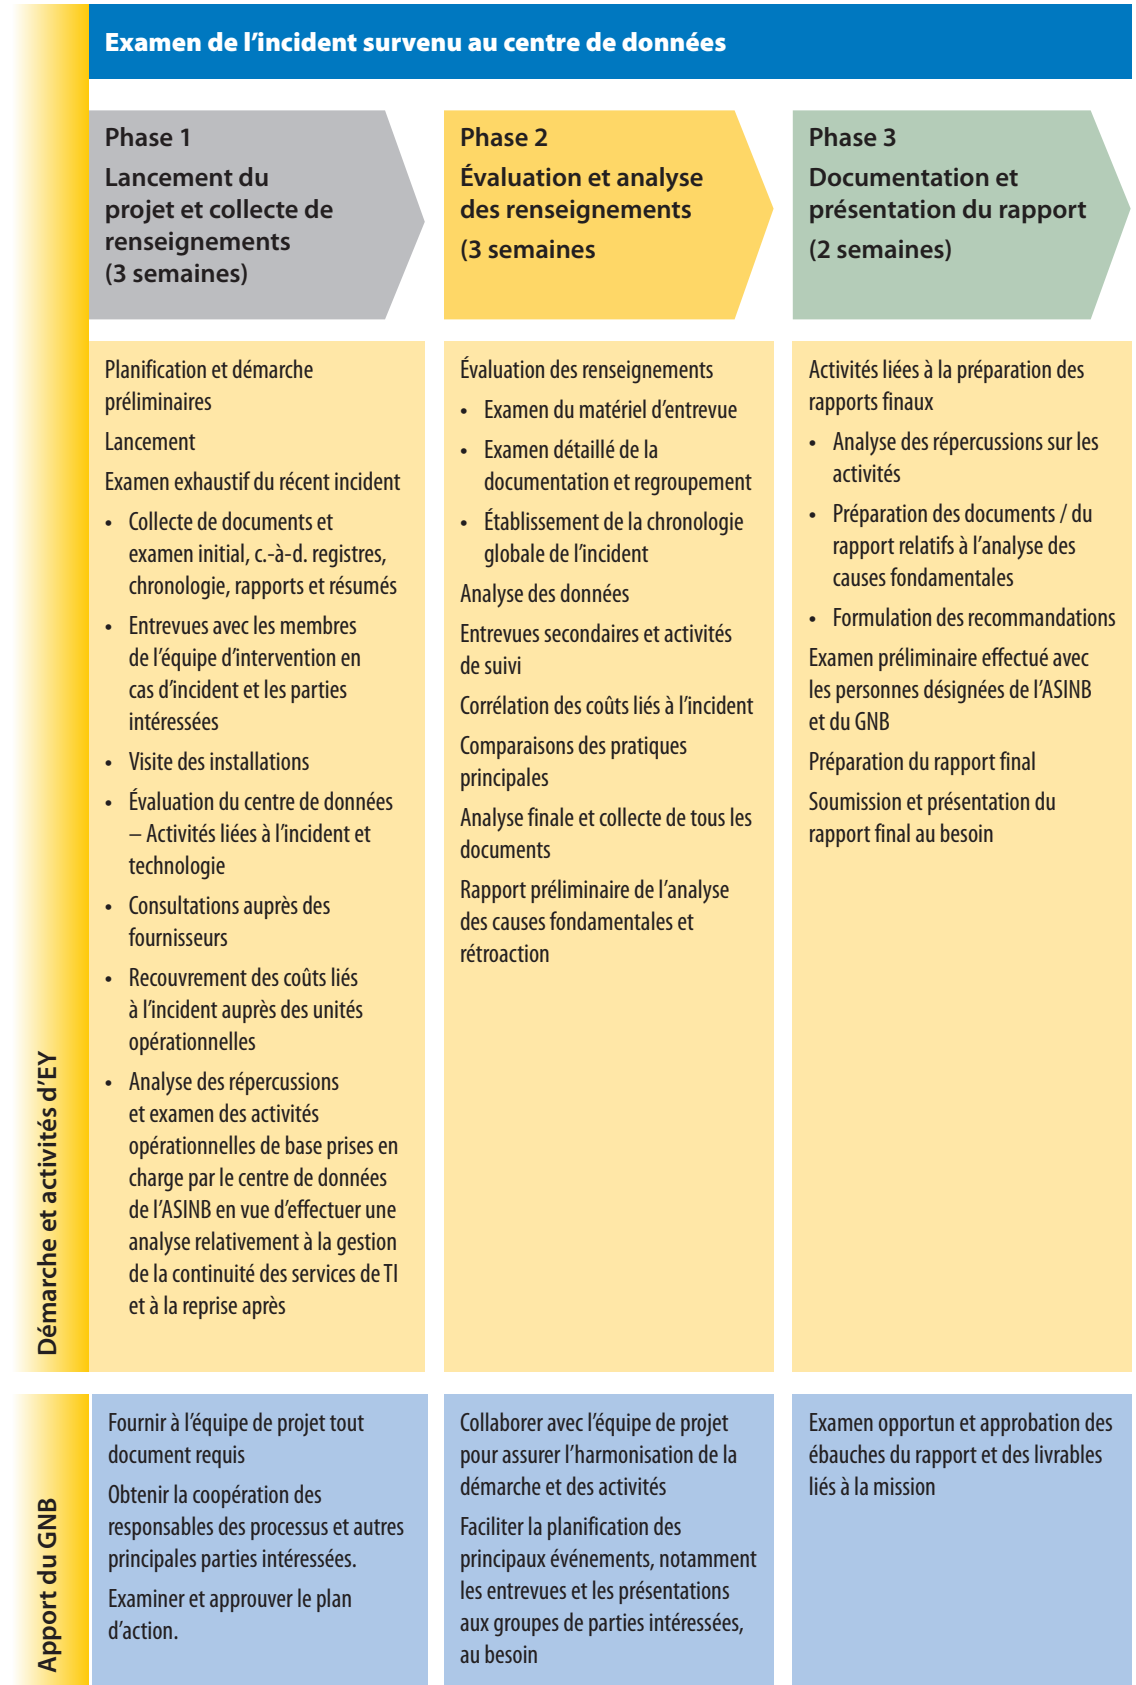 Examen de l’incident survenu au centre de données
Phase 1
Lancement du
projet et collecte de
renseignements
(3 semaines)
Phase 2
Évaluation et analyse
des renseignements
(3 semaines
Phase 3
Documentation et
présentation du rapport
(2 semaines)
Démarche et activités d’EY
Planification et démarche
préliminaires
Lancement
Examen exhaustif du récent incident
• Collecte de documents et
examen initial, c.-à-d. registres,
chronologie, rapports et résumés
• Entrevues avec les membres
de l’équipe d’intervention en
cas d’incident et les parties
intéressées
• Visite des installations
• Évaluation du centre de données
– Activités liées à l’incident et
technologie
• Consultations auprès des
fournisseurs
• Recouvrement des coûts liés
à l’incident auprès des unités
opérationnelles
• Analyse des répercussions
et examen des activités
opérationnelles de base prises en
charge par le centre de données
de l’ASINB en vue d’effectuer une
analyse relativement à la gestion
de la continuité des services de TI
et à la reprise après
Évaluation des renseignements
• Examen du matériel d’entrevue
• Examen détaillé de la
documentation et regroupement
• Établissement de la chronologie
globale de l’incident
Analyse des données
Entrevues secondaires et activités
de suivi
Corrélation des coûts liés à l’incident
Comparaisons des pratiques
principales
Analyse finale et collecte de tous les
documents
Rapport préliminaire de l’analyse
des causes fondamentales et
rétroaction
Activités liées à la préparation des
rapports finaux
• Analyse des répercussions sur les
activités
• Préparation des documents / du
rapport relatifs à l’analyse des
causes fondamentales
• Formulation des recommandations
Examen préliminaire effectué avec
les personnes désignées de l’ASINB
et du GNB
Préparation du rapport final
Soumission et présentation du
rapport final au besoin
Apport du GNB
Fournir à l’équipe de projet tout
document requis
Obtenir la coopération des
responsables des processus et autres
principales parties intéressées.
Examiner et approuver le plan
d’action.
Collaborer avec l’équipe de projet
pour assurer l’harmonisation de la
démarche et des activités
Faciliter la planification des
principaux événements, notamment
les entrevues et les présentations
aux groupes de parties intéressées,
au besoin
Examen opportun et approbation des
ébauches du rapport et des livrables
liés à la mission